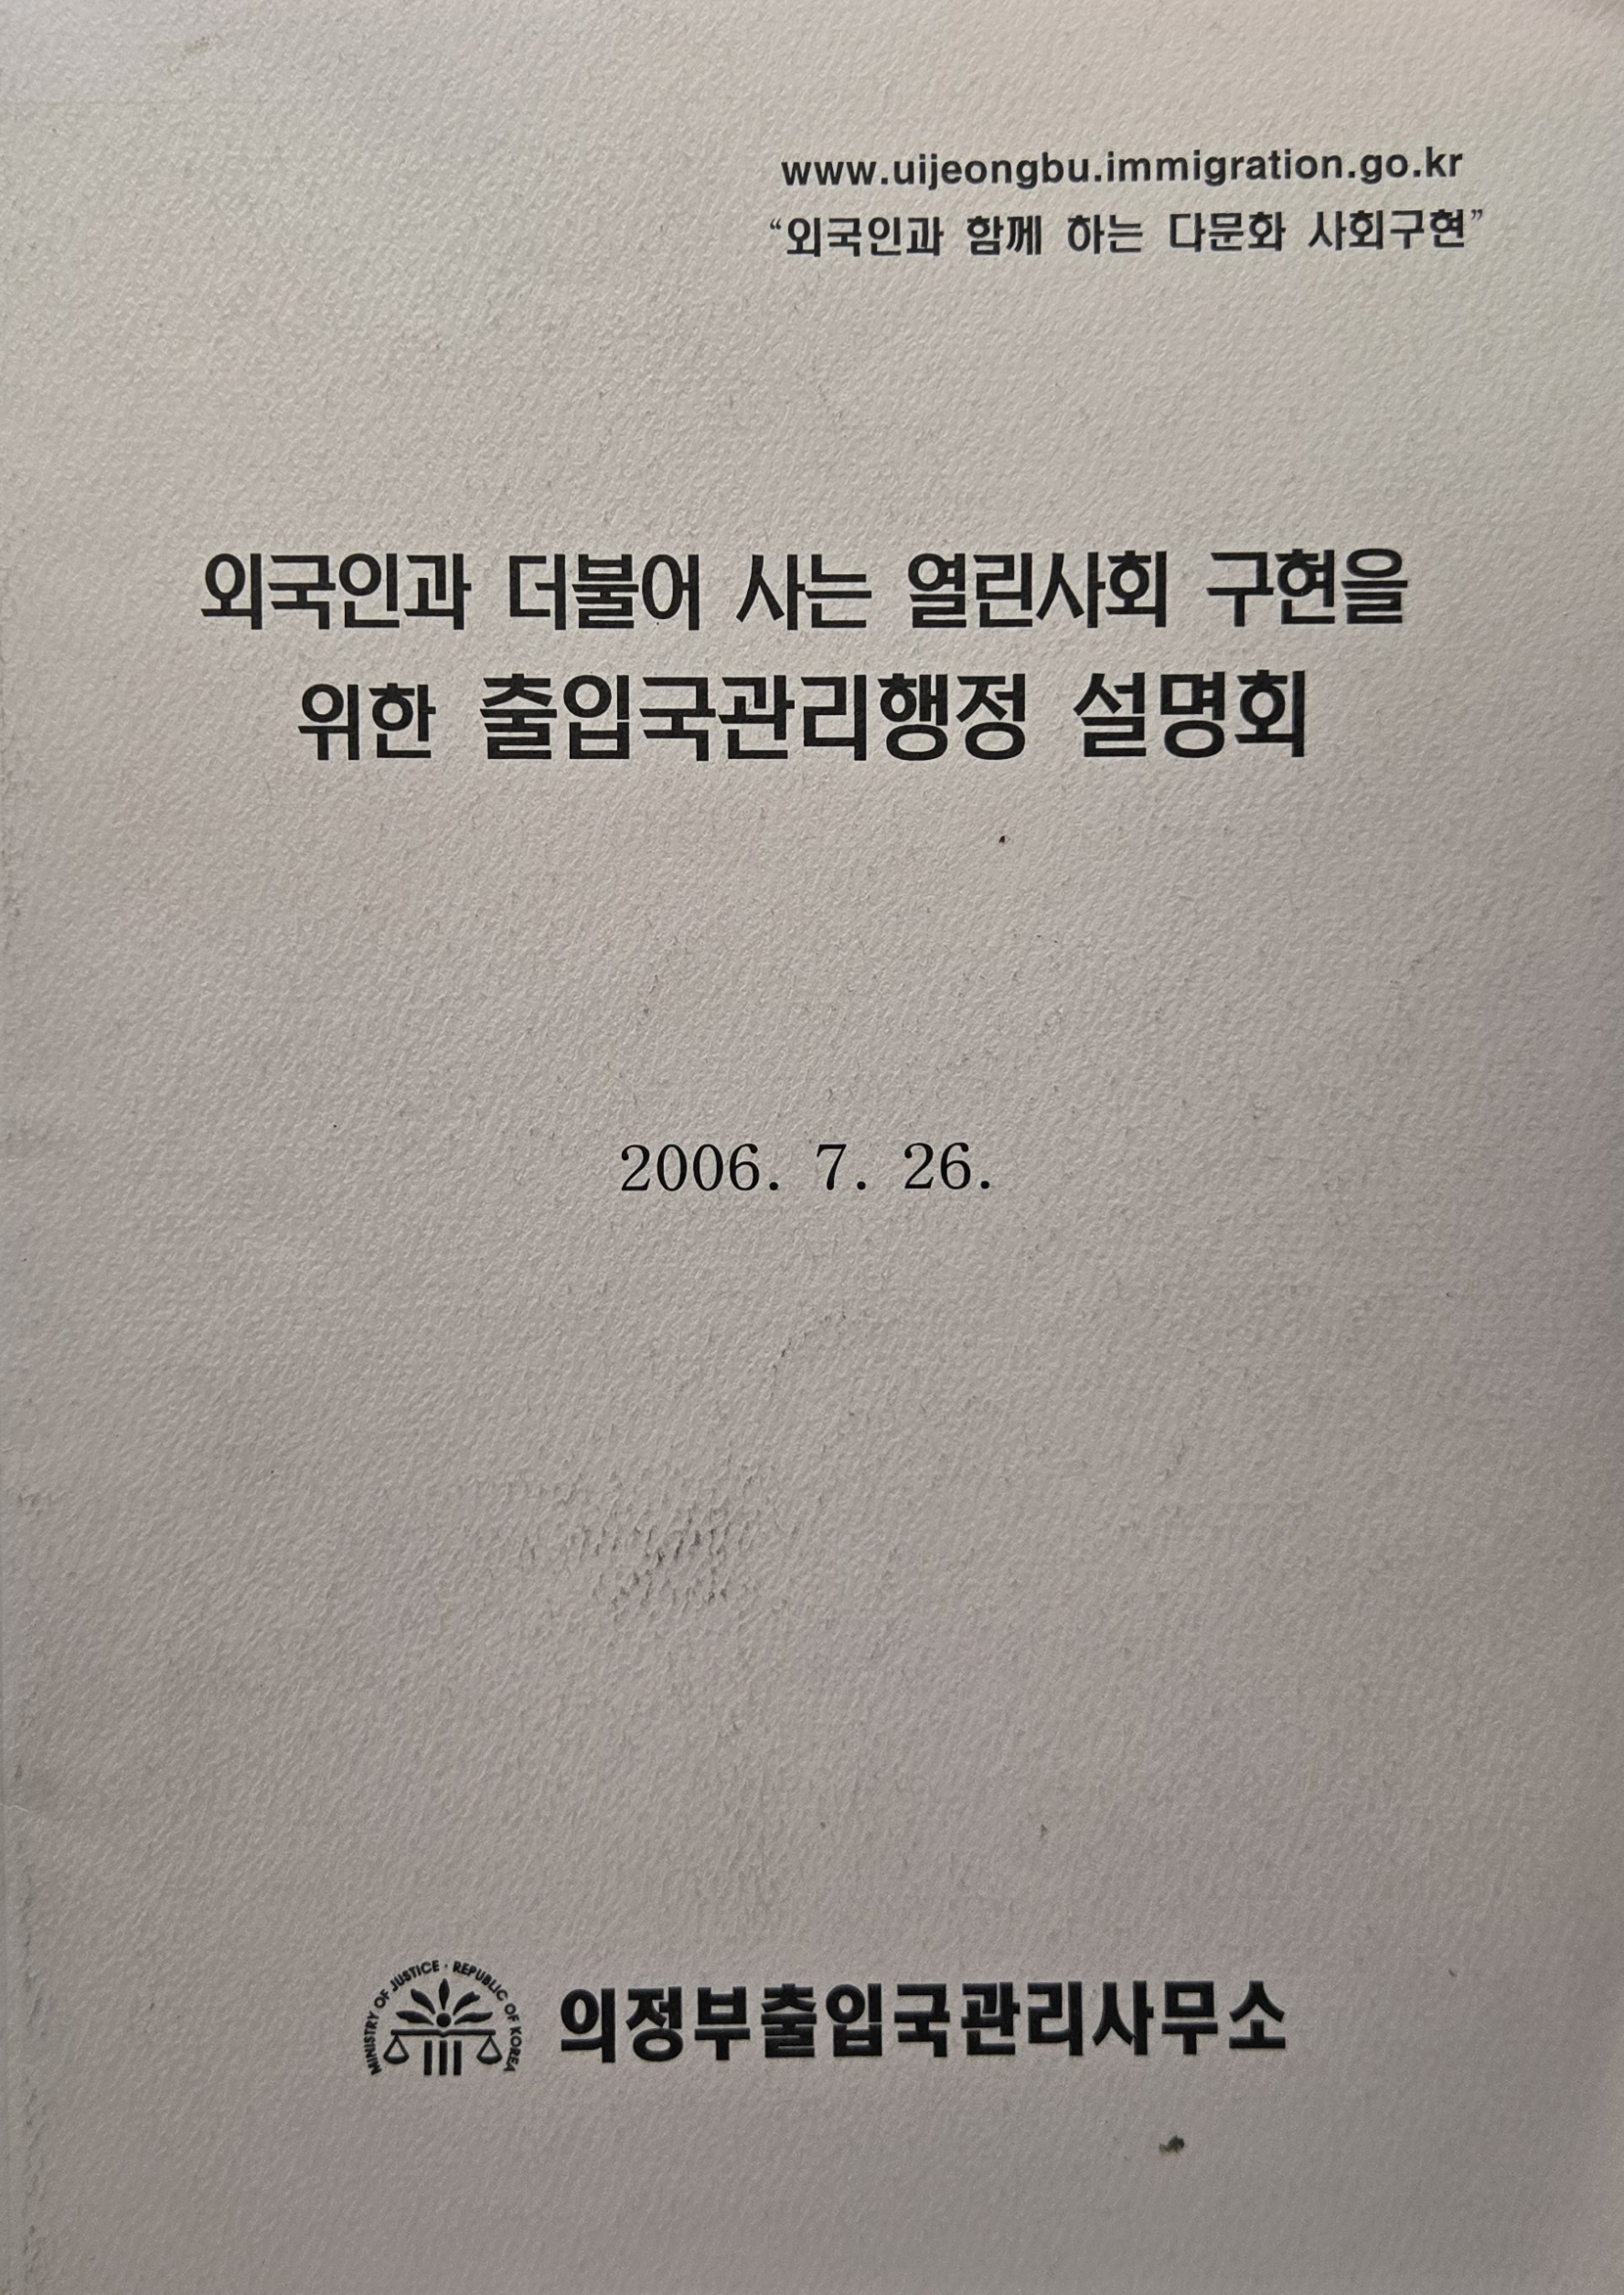 www.uijeongbu.immigration.go.kr
“외국인과 함께 하는 다문화 사회구현”
외국인과 더불어 사는 열린사회 구현을
위한 출입국관리행정 설명회
2006. 7. 26.
MINISTRY OF JUSTICE · REPUBLIC OF KOREA
의정부출입국관리사무소